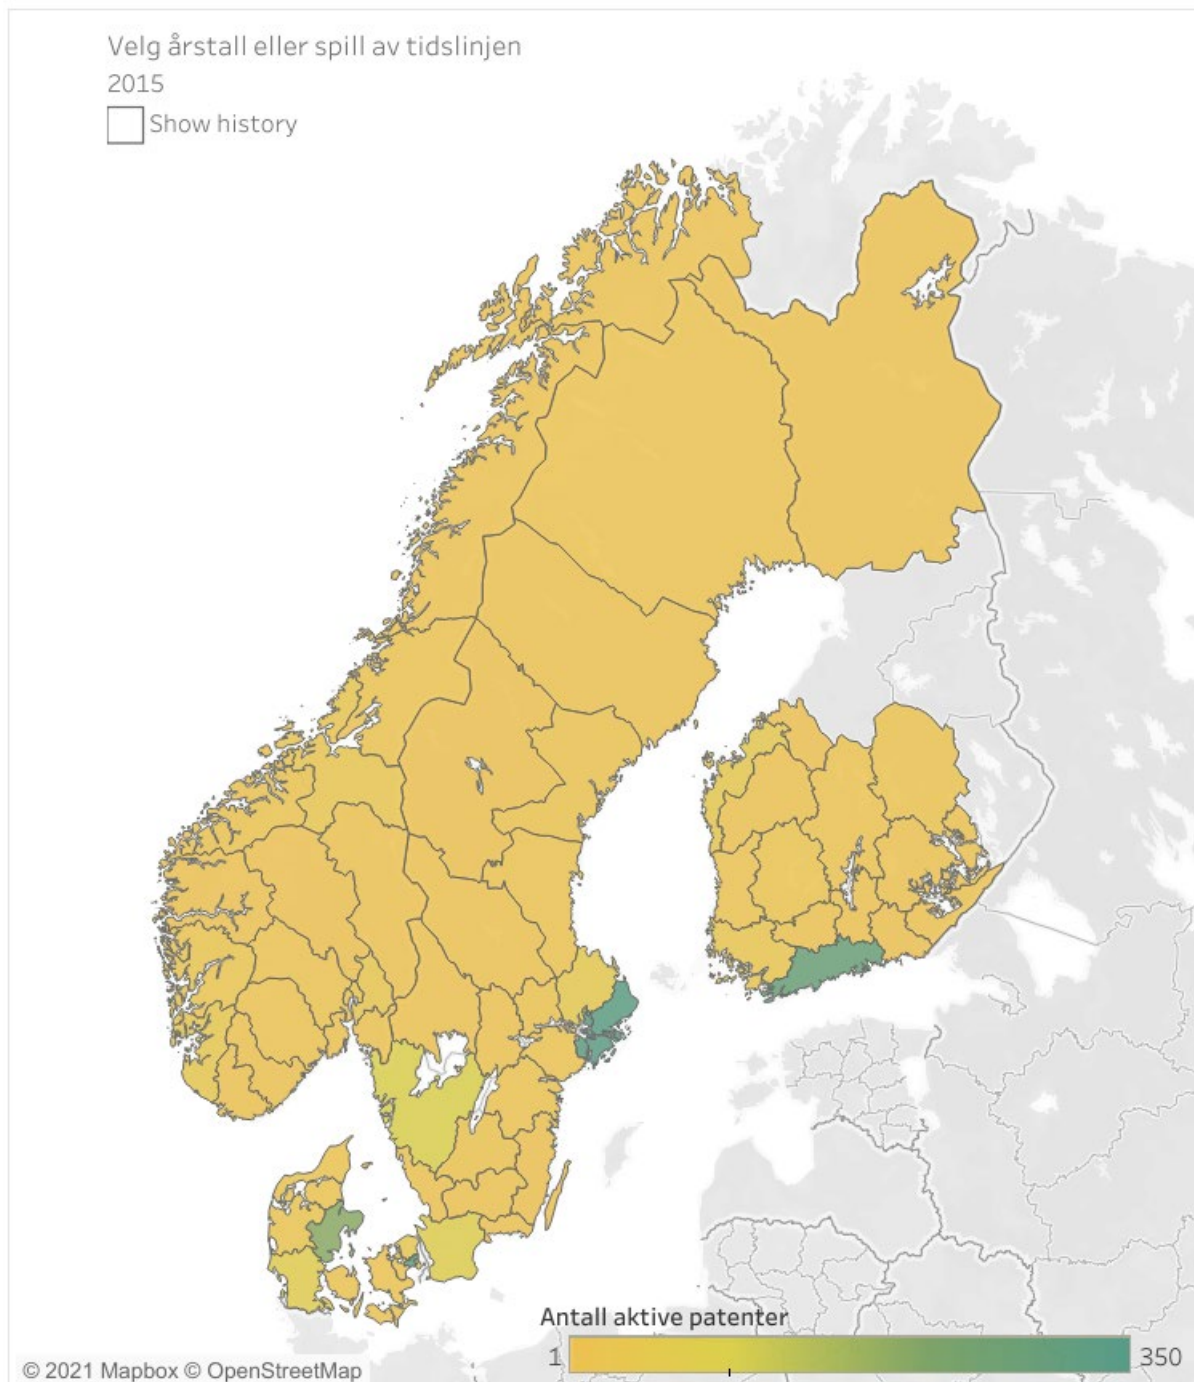 Velg årstall eller spill av tidslinjen
2015
Show history
Antall aktive patenter
1 350
© 2021 Mapbox © OpenStreetMap